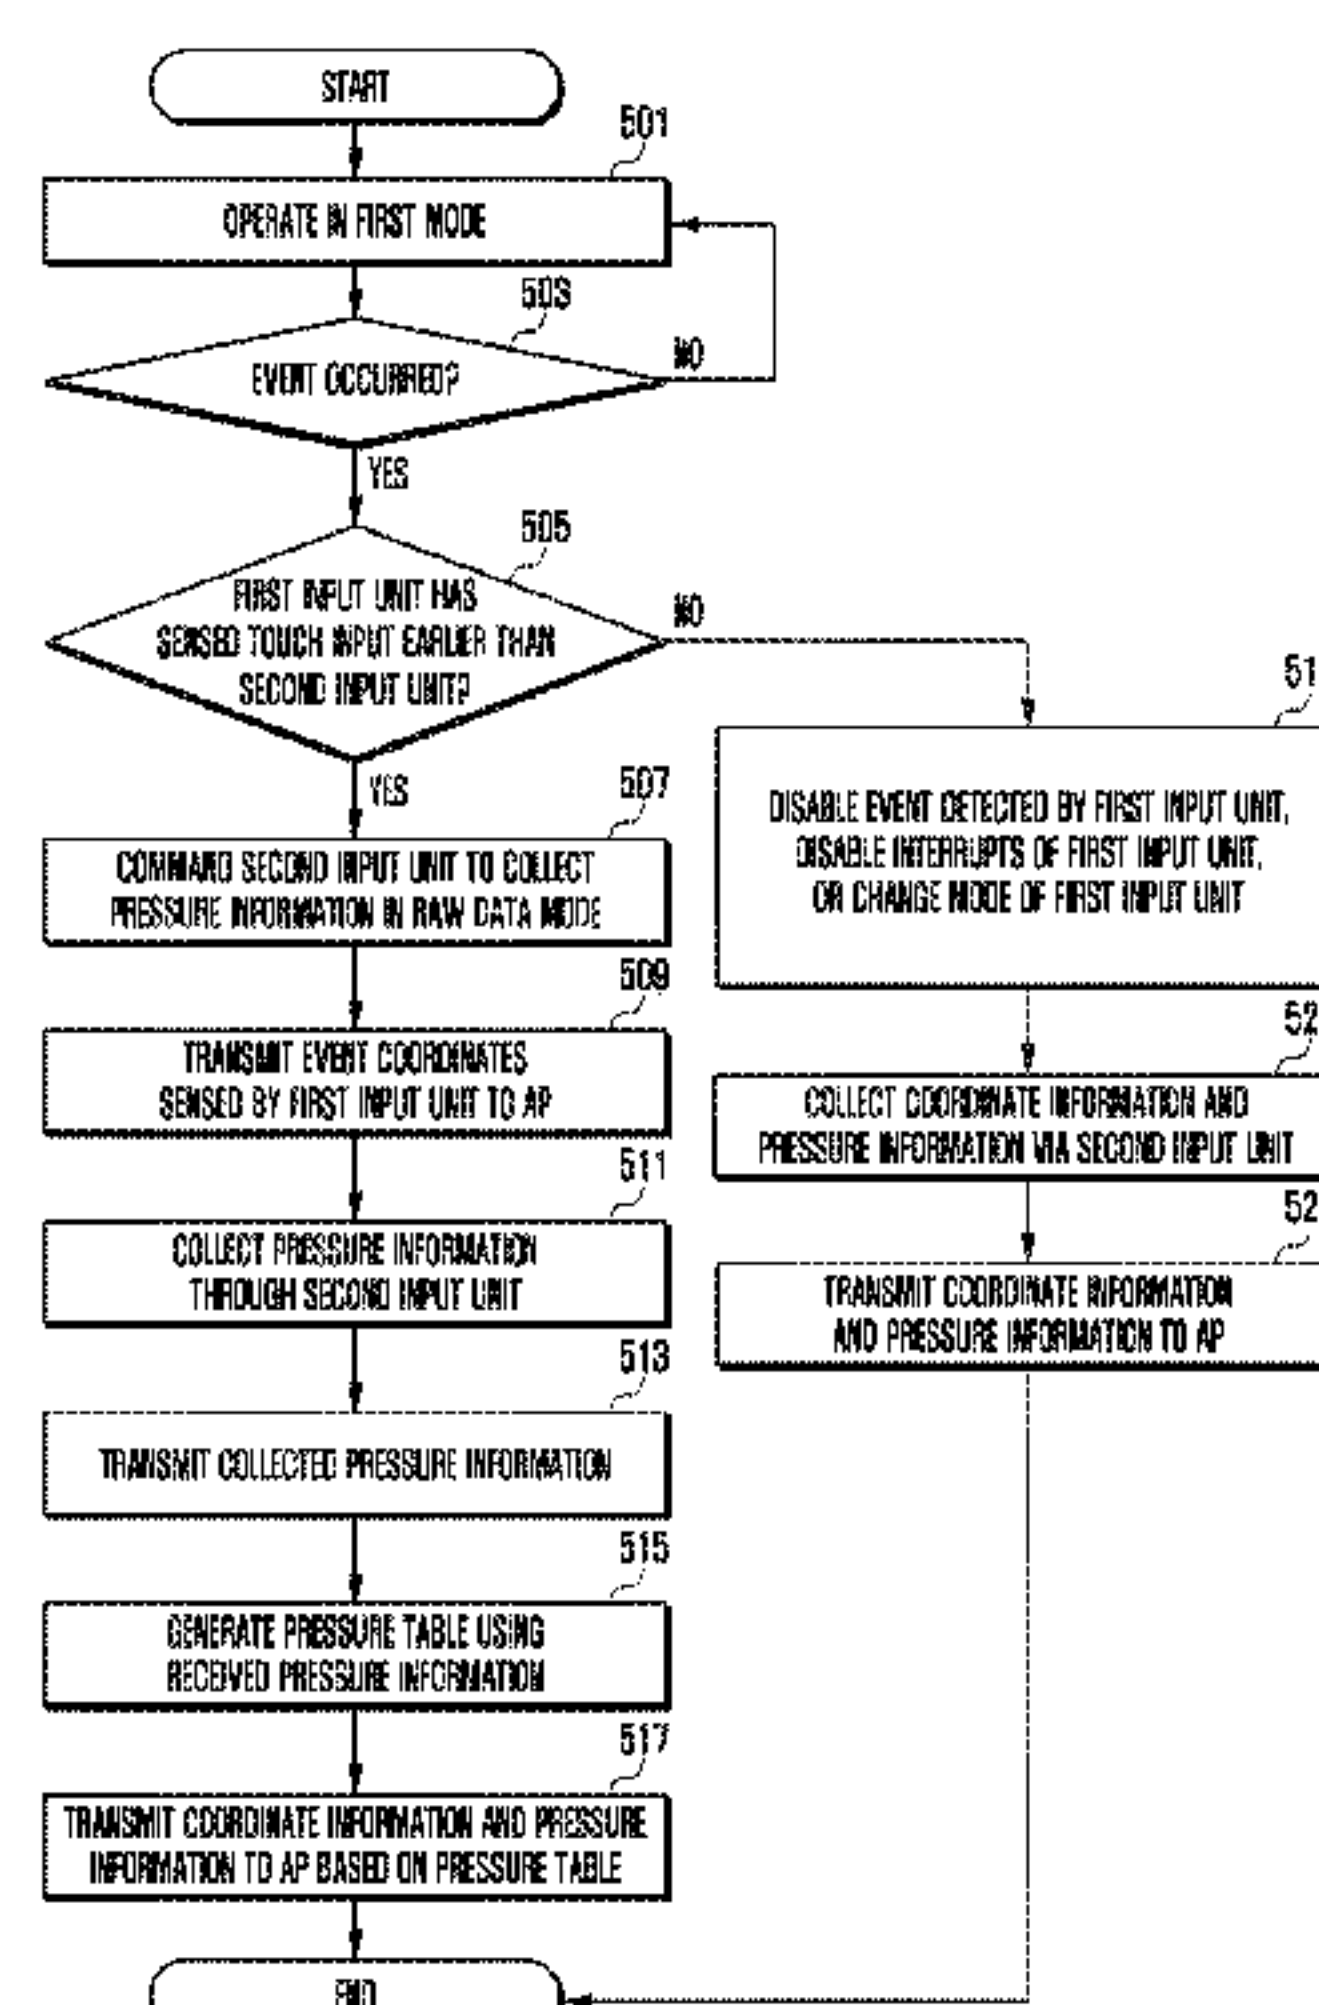 START
501
OPERATE IN FIRST MODE
503
EVENT OCCURRED?
NO
YES
505
FIRST INPUT UNIT HAS
SENSED TOUCH INPUT EARLIER THAN
SECOND INPUT UNIT?
NO
YES
507
COMMAND SECOND INPUT UNIT TO COLLECT
PRESSURE INFORMATION IN RAW DATA MODE
509
TRANSMIT EVENT COORDINATES
SENSED BY FIRST INPUT UNIT TO AP
511
COLLECT PRESSURE INFORMATION
THROUGH SECOND INPUT UNIT
513
TRANSMIT COLLECTED PRESSURE INFORMATION
515
GENERATE PRESSURE TABLE USING
RECEIVED PRESSURE INFORMATION
517
TRANSMIT COORDINATE INFORMATION AND PRESSURE
INFORMATION TO AP BASED ON PRESSURE TABLE
END
51
DISABLE EVENT DETECTED BY FIRST INPUT UNIT,
DISABLE INTERRUPTS OF FIRST INPUT UNIT,
OR CHANGE MODE OF FIRST INPUT UNIT
52
COLLECT COORDINATE INFORMATION AND
PRESSURE INFORMATION VIA SECOND INPUT UNIT
52
TRANSMIT COORDINATE INFORMATION
AND PRESSURE INFORMATION TO AP